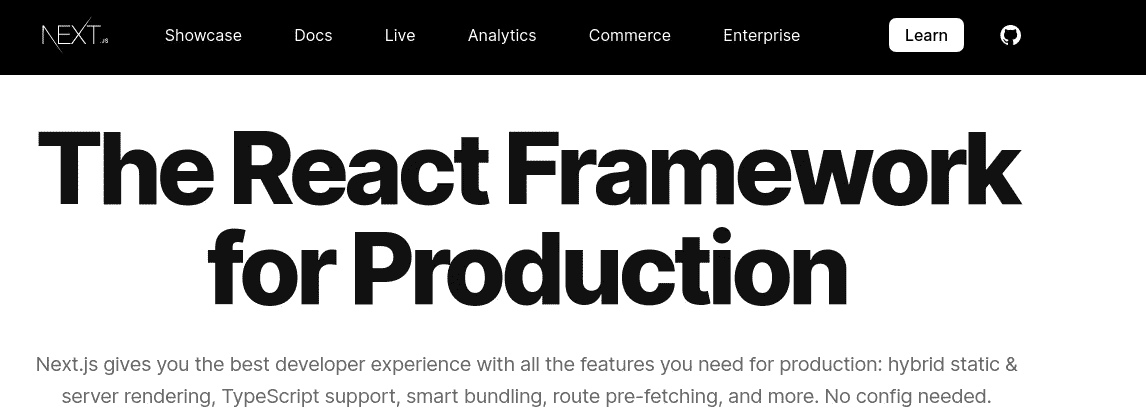 NEXT.JS
Showcase
Docs
Live
Analytics
Commerce
Enterprise
Learn
The React Framework
for Production
Next.js gives you the best developer experience with all the features you need for production: hybrid static &
server rendering, TypeScript support, smart bundling, route pre-fetching, and more. No config needed.